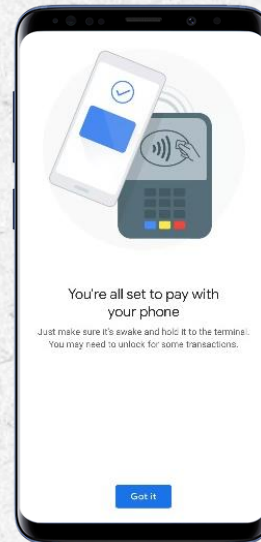 You're all set to pay with
your phone
Just make sure it's awake and hold it to the terminal.
You may need to unlock for some transactions.
Got it